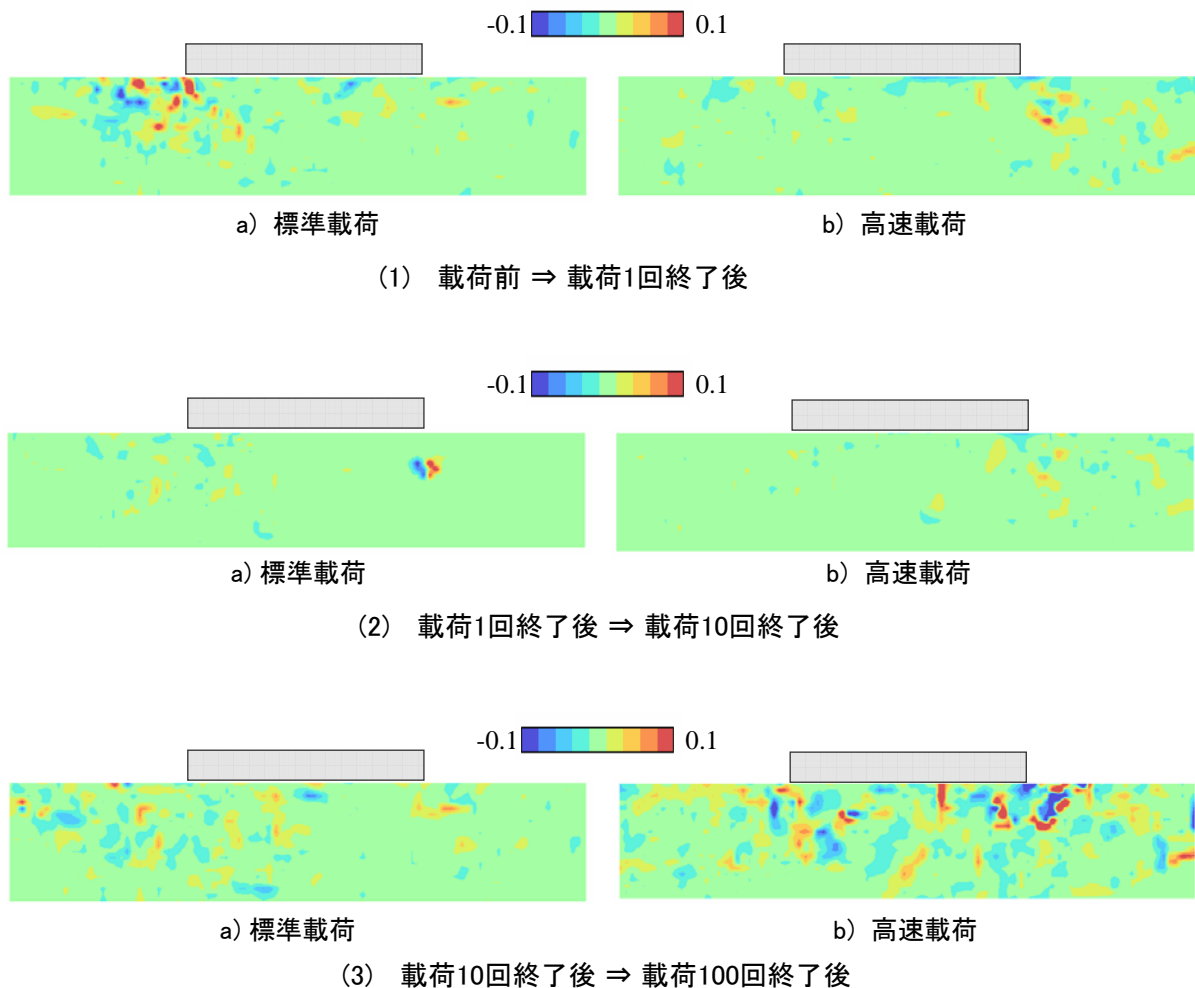 -0.1 0.1
a) 標準載荷
b) 高速載荷
(1) 載荷前 ⇒ 載荷1回終了後
-0.1 0.1
a) 標準載荷
b) 高速載荷
(2) 載荷1回終了後 ⇒ 載荷10回終了後
-0.1 0.1
a) 標準載荷
b) 高速載荷
(3) 載荷10回終了後 ⇒ 載荷100回終了後